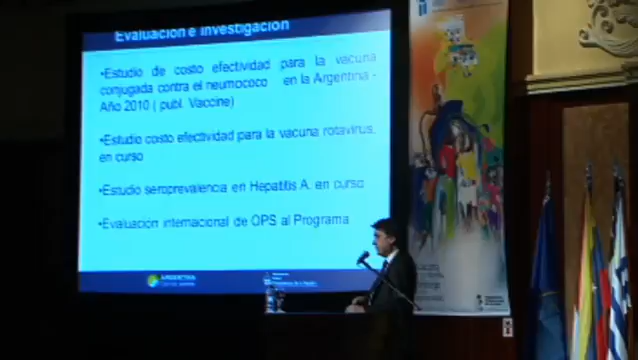 Evaluación e investigación
•Estudio de costo efectividad para la vacuna
conjugada contra el neumococo en la Argentina -
Año 2010 ( publ. Vaccine)
•Estudio costo efectividad para la vacuna rotavirus,
en curso
•Estudio seroprevalencia en Hepatitis A. en curso
•Evaluación internacional de OPS al Programa
ARGENTINA